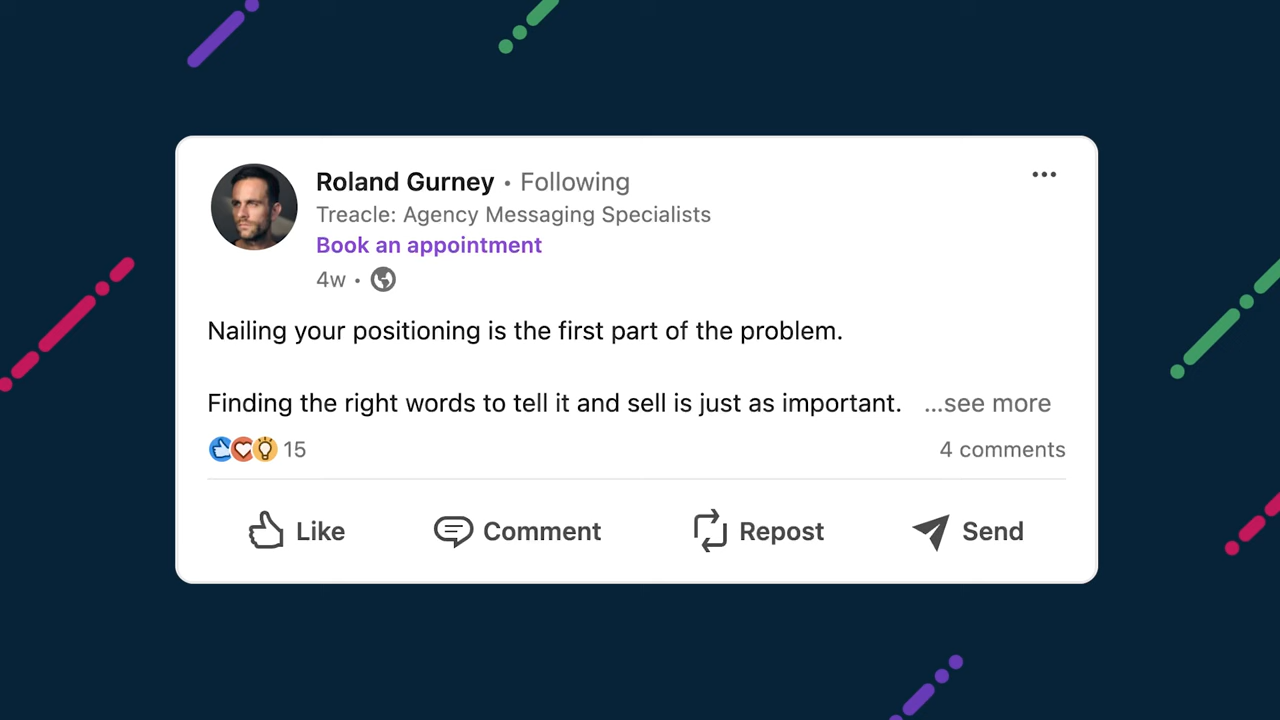 Roland Gurney • Following
Treacle: Agency Messaging Specialists
Book an appointment
4w •
Nailing your positioning is the first part of the problem.
Finding the right words to tell it and sell is just as important. ...see more
15 4 comments
Like Comment Repost Send